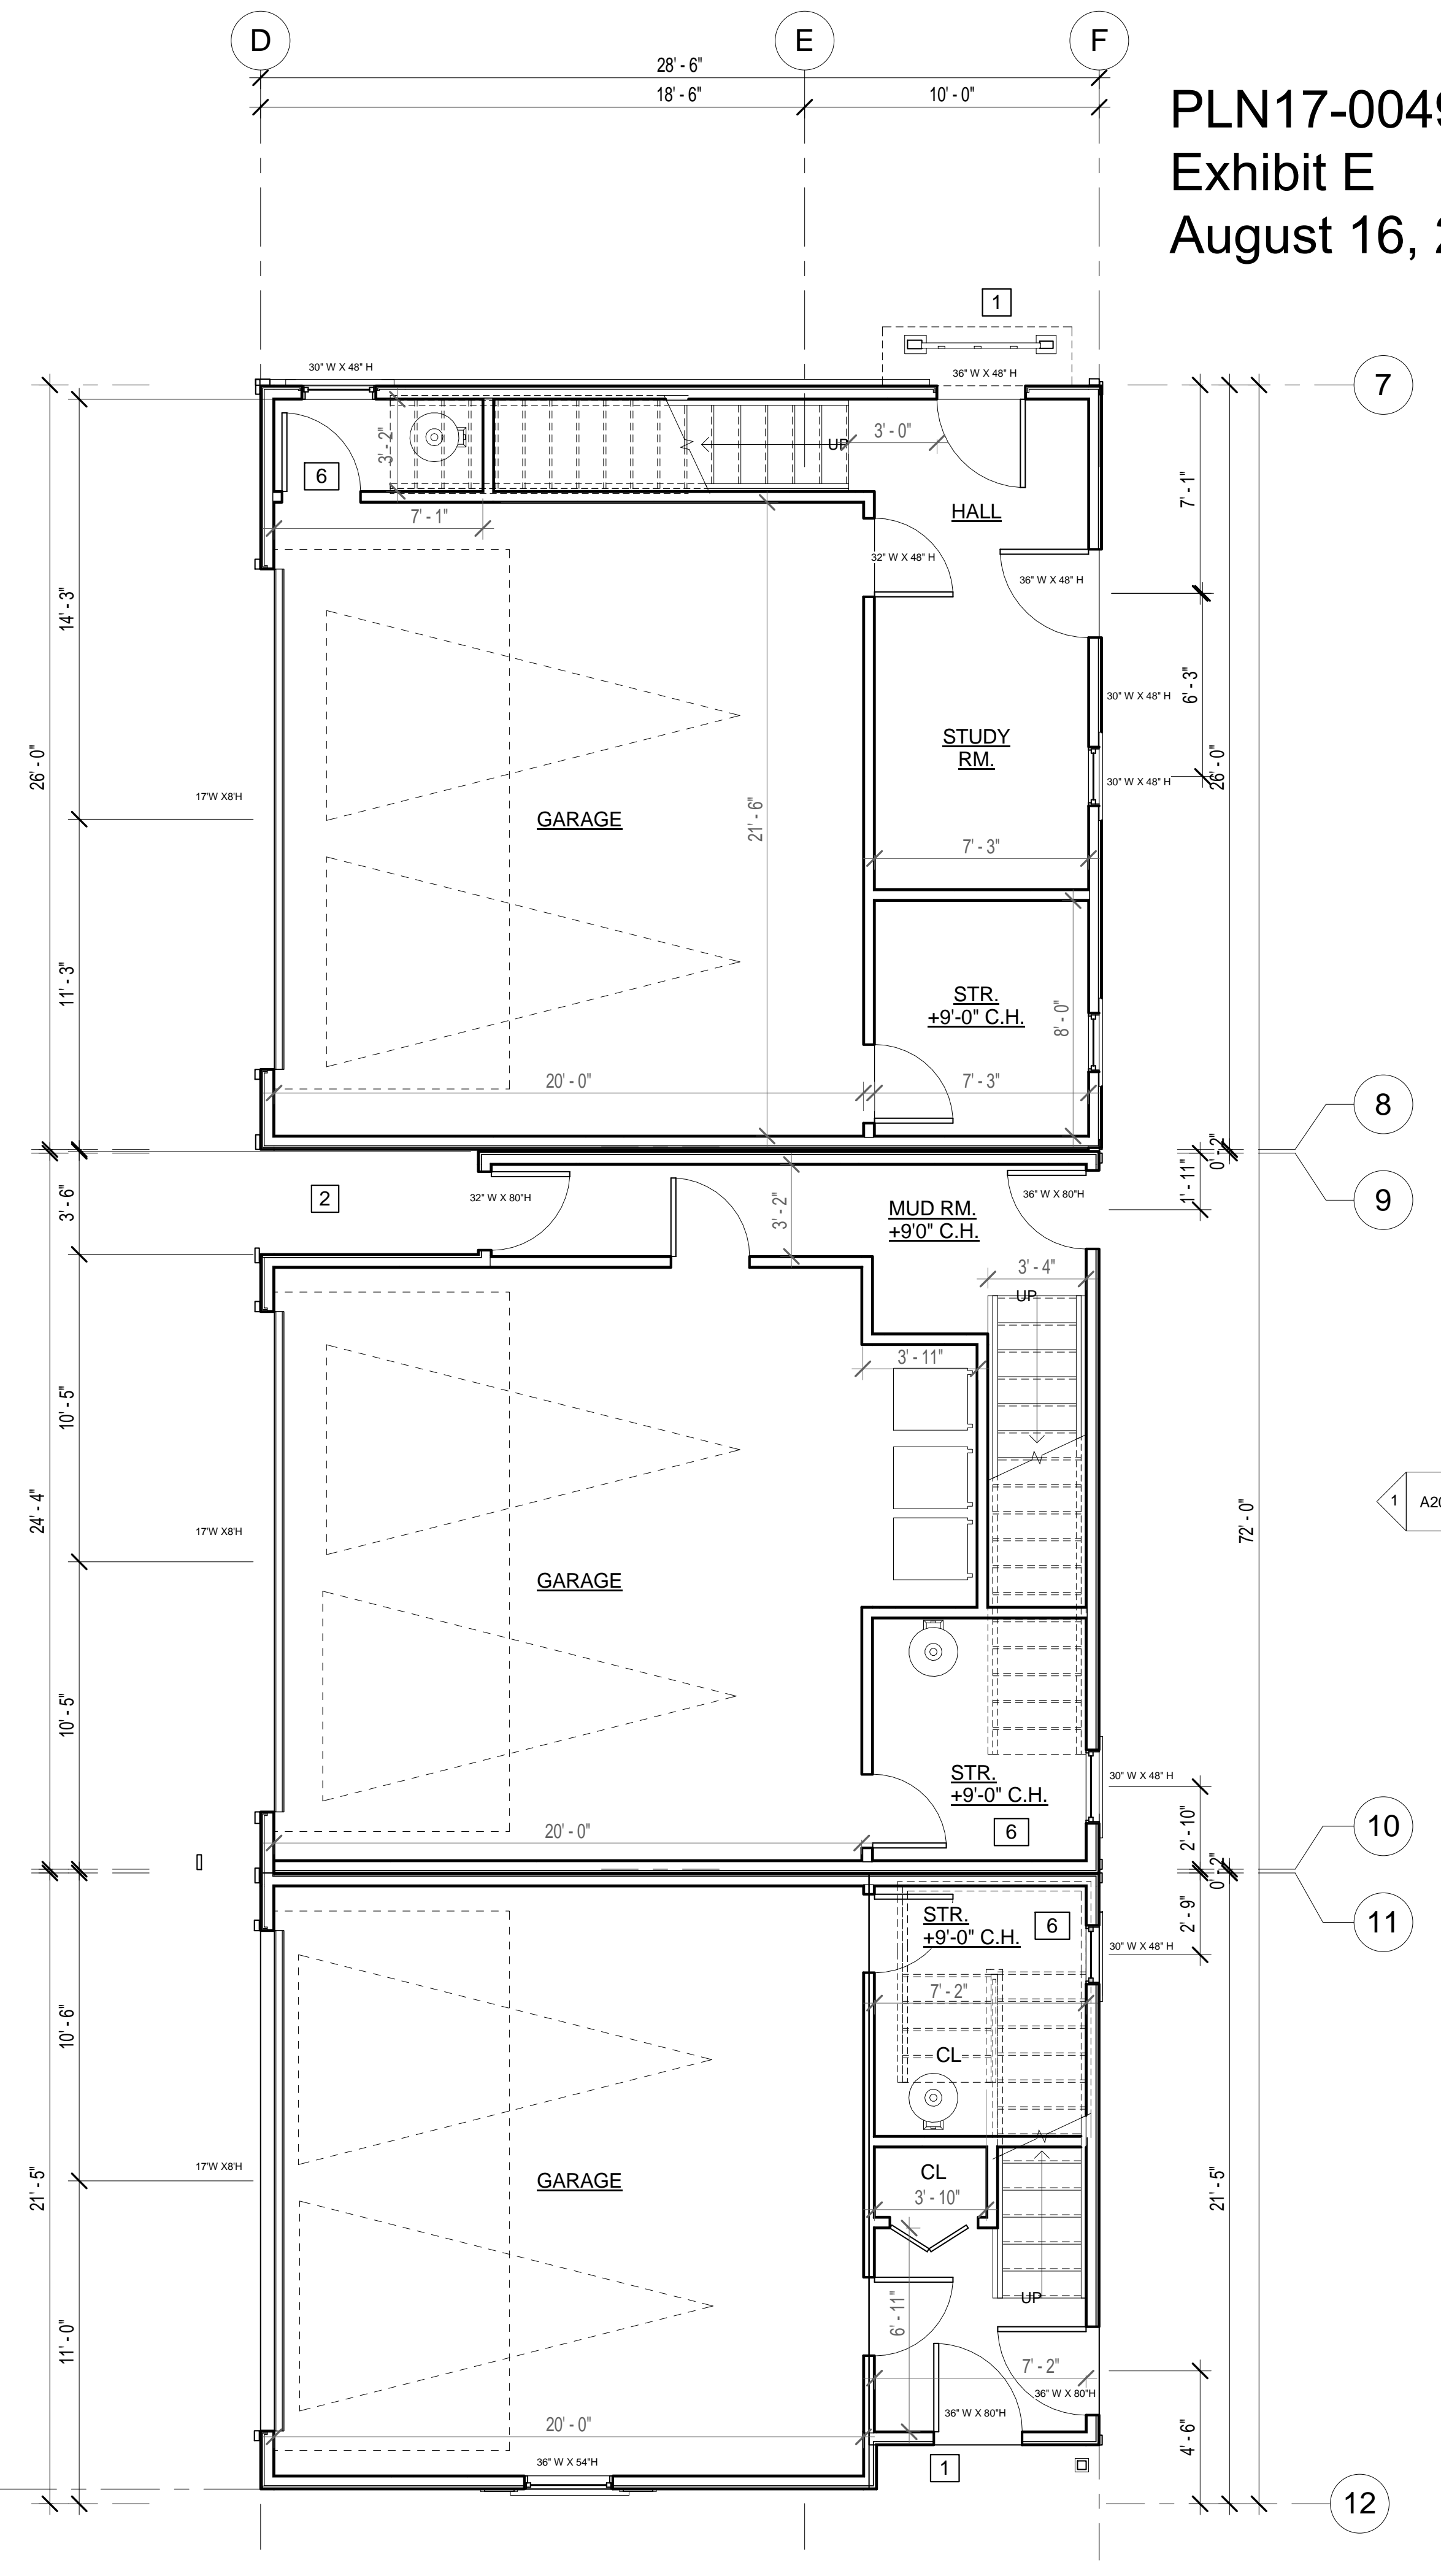 D
E
F
28' - 6"
18' - 6"
10' - 0"
PLN17-0049
Exhibit E
August 16,
1
30" W X 48" H
36" W X 48" H
7
UP
3' - 0"
3' - 2"
6
7' - 1"
HALL
7' - 1"
32" W X 48" H
36" W X 48" H
14' - 3"
30" W X 48" H
6' - 3"
STUDY
RM.
26' - 0"
26' - 0"
30" W X 48" H
17'W X8'H
GARAGE
21' - 6"
7' - 3"
11' - 3"
STR.
+9'-0" C.H.
8' - 0"
20' - 0"
7' - 3"
8
0' - 2"
1' - 11"
9
3' - 6"
2
32" W X 80"H
36" W X 80"H
3' - 2"
MUD RM.
+9'0" C.H.
3' - 4"
UP
3' - 11"
10' - 5"
24' - 4"
17'W X8'H
72' - 0"
1
A20
GARAGE
10' - 5"
STR.
+9'-0" C.H.
30" W X 48" H
2' - 10"
6
20' - 0"
10
0' - 2"
2' - 9"
11
STR.
+9'-0" C.H.
6
30" W X 48" H
7' - 2"
10' - 6"
CL
21' - 5"
17'W X8'H
GARAGE
CL
3' - 10"
21' - 5"
UP
6' - 11"
11' - 0"
7' - 2"
36" W X 80"H
36" W X 80"H
20' - 0"
4' - 6"
36" W X 54"H
1
12